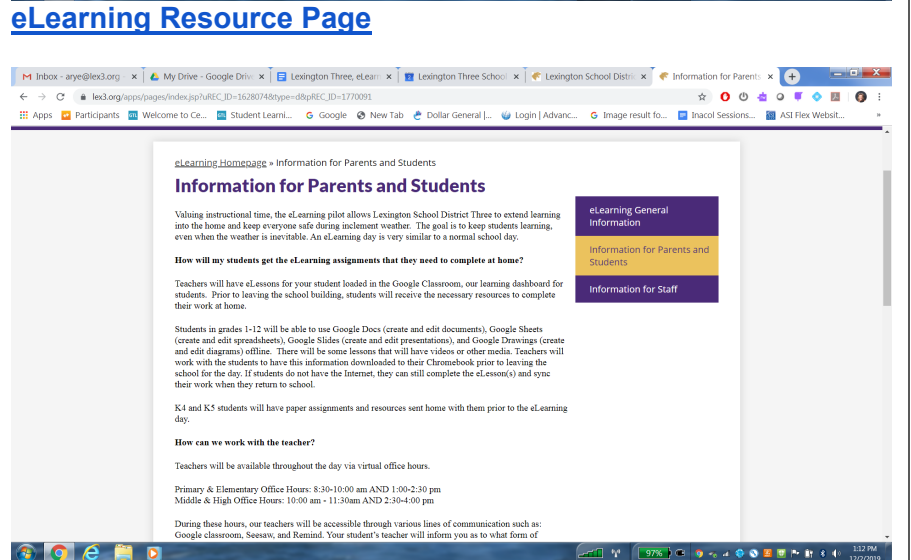 eLearning Resource Page
Inbox - arye@lex3.org
My Drive - Google Drive
Lexington Three, eLearn
Lexington Three School
Lexington School Distric
Information for Parents
lex3.org/apps/pages/index.jsp?uREC_ID=1628074&type=d&pREC_ID=1770091
Apps Participants Welcome to Ce... Student Learni... Google New Tab Dollar General |... Login | Advanc... Image result fo... Inacol Sessions... ASI Flex Websit... »
eLearning Homepage » Information for Parents and Students
Information for Parents and Students
Valuing instructional time, the eLearning pilot allows Lexington School District Three to extend learning
into the home and keep everyone safe during inclement weather. The goal is to keep students learning,
even when the weather is inevitable. An eLearning day is very similar to a normal school day.
How will my students get the eLearning assignments that they need to complete at home?
Teachers will have eLessons for your student loaded in the Google Classroom, our learning dashboard for
students. Prior to leaving the school building, students will receive the necessary resources to complete
their work at home.
Students in grades 1-12 will be able to use Google Docs (create and edit documents), Google Sheets
(create and edit spreadsheets), Google Slides (create and edit presentations), and Google Drawings (create
and edit diagrams) offline. There will be some lessons that will have videos or other media. Teachers will
work with the students to have this information downloaded to their Chromebook prior to leaving the
school for the day. If students do not have the Internet, they can still complete the eLesson(s) and sync
their work when they return to school.
K4 and K5 students will have paper assignments and resources sent home with them prior to the eLearning
day.
How can we work with the teacher?
Teachers will be available throughout the day via virtual office hours.
Primary & Elementary Office Hours: 8:30-10:00 am AND 1:00-2:30 pm
Middle & High Office Hours: 10:00 am - 11:30am AND 2:30-4:00 pm
During these hours, our teachers will be accessible through various lines of communication such as:
Google classroom, Seesaw, and Remind. Your student's teacher will inform you as to what form of
eLearning General
Information
Information for Parents and
Students
Information for Staff
97%
1:12 PM
12/2/2019